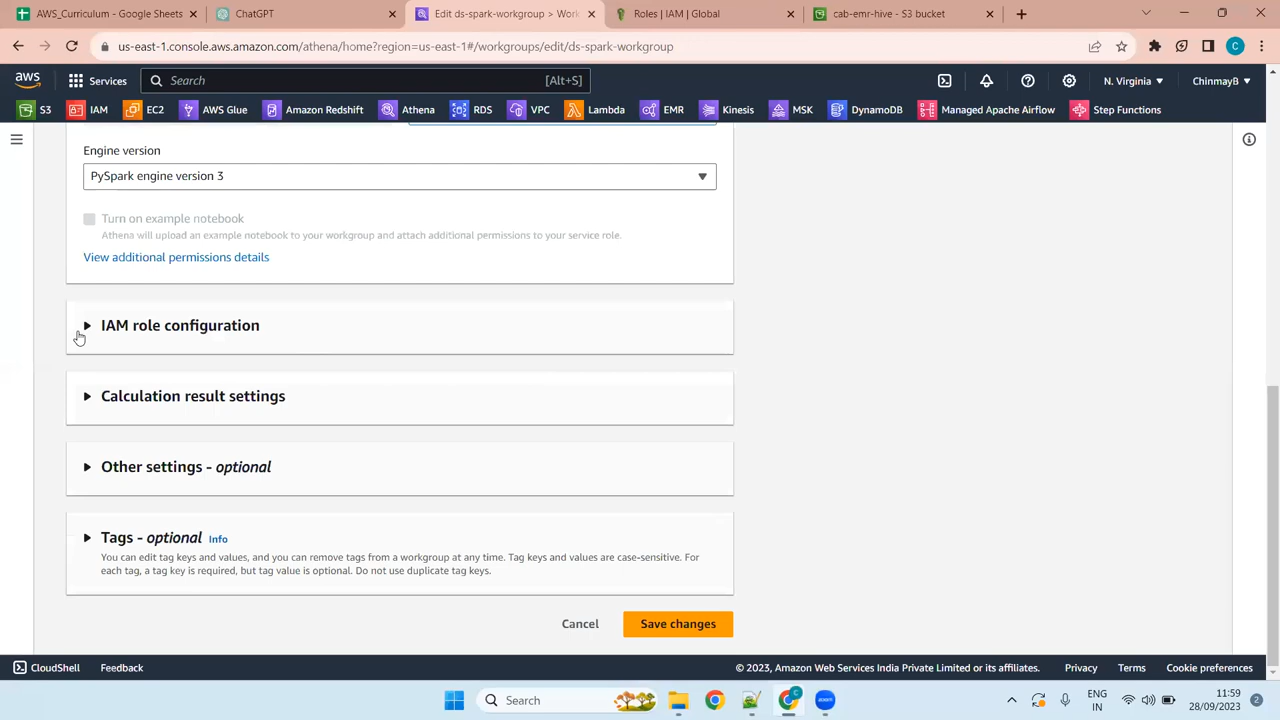 AWS_Curriculum - Google Sheets
ChatGPT
Edit ds-spark-workgroup > Work
Roles | IAM | Global
cab-emr-hive - S3 bucket
us-east-1.console.aws.amazon.com/athena/home?region=us-east-1#/workgroups/edit/ds-spark-workgroup
C
aws
Services
Search
[Alt+S]
N. Virginia
ChinmayB
S3
IAM
EC2
AWS Glue
Amazon Redshift
Athena
RDS
VPC
Lambda
EMR
Kinesis
MSK
DynamoDB
Managed Apache Airflow
Step Functions
Engine version
PySpark engine version 3
Turn on example notebook
Athena will upload an example notebook to your workgroup and attach additional permissions to your service role.
View additional permissions details
IAM role configuration
Calculation result settings
Other settings - optional
Tags - optional Info
You can edit tag keys and values, and you can remove tags from a workgroup at any time. Tag keys and values are case-sensitive. For
each tag, a tag key is required, but tag value is optional. Do not use duplicate tag keys.
Cancel
Save changes
CloudShell
Feedback
© 2023, Amazon Web Services India Private Limited or its affiliates.
Privacy
Terms
Cookie preferences
Search
ENG
IN
11:59
28/09/2023
2